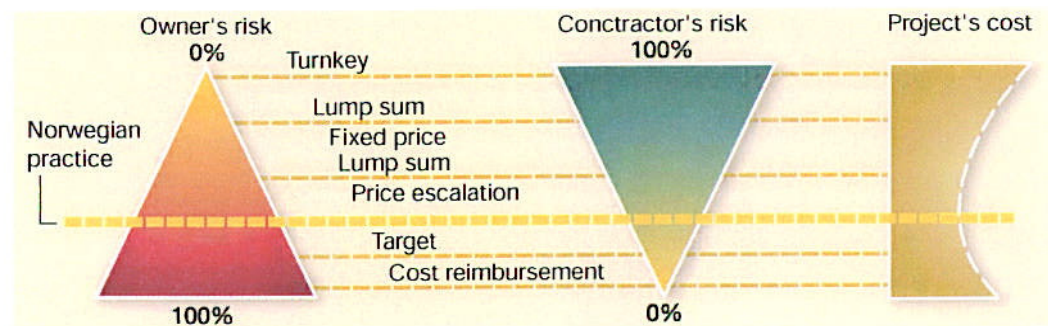 Owner's risk
0%
Conctractor's risk
100%
Project's cost
Turnkey
Lump sum
Fixed price
Lump sum
Price escalation
Norwegian
practice
Target
Cost reimbursement
100%
0%